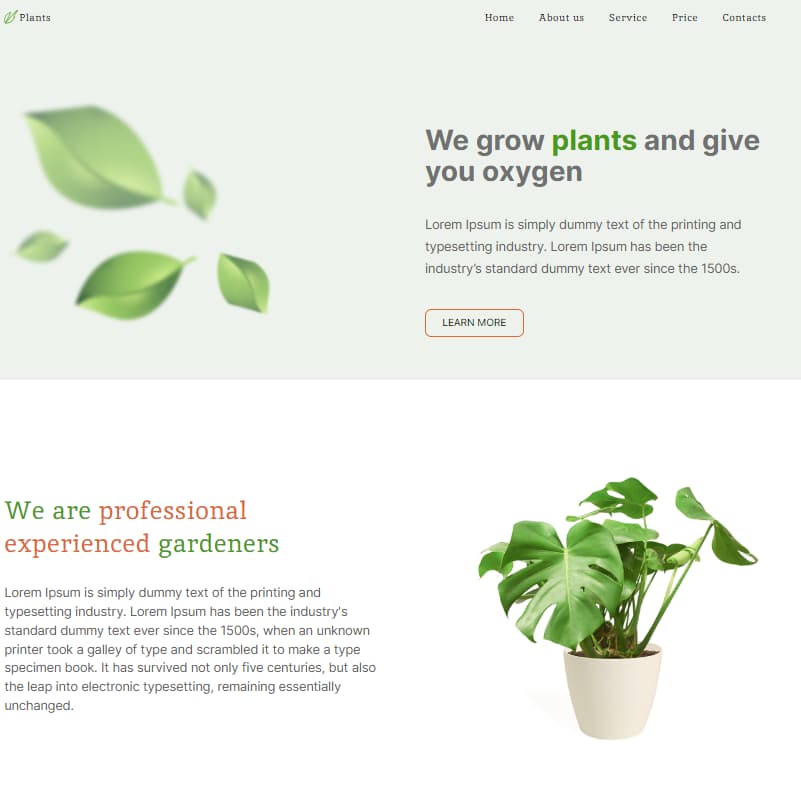 Plants
Home About us Service Price Contacts
We grow plants and give
you oxygen
Lorem Ipsum is simply dummy text of the printing and
typesetting industry. Lorem Ipsum has been the
industry’s standard dummy text ever since the 1500s.
LEARN MORE
We are professional
experienced gardeners
Lorem Ipsum is simply dummy text of the printing and
typesetting industry. Lorem Ipsum has been the industry's
standard dummy text ever since the 1500s, when an unknown
printer took a galley of type and scrambled it to make a type
specimen book. It has survived not only five centuries, but also
the leap into electronic typesetting, remaining essentially
unchanged.